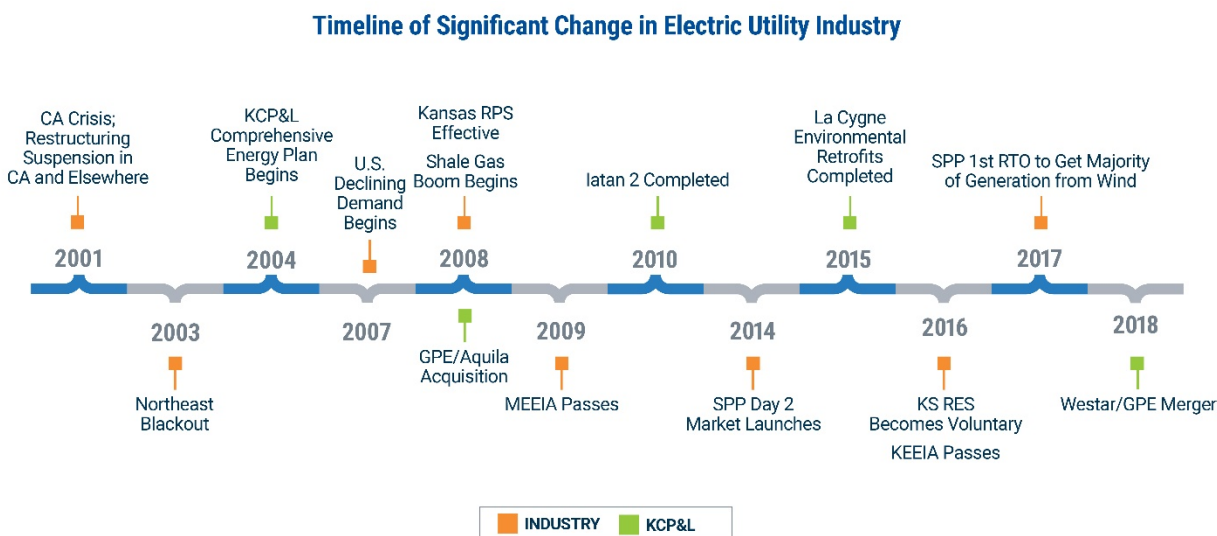 Timeline of Significant Change in Electric Utility Industry
CA Crisis;
Restructuring
Suspension in
CA and Elsewhere
2001
2003
Northeast
Blackout
KCP&L
Comprehensive
Energy Plan
Begins
2004
U.S.
Declining
Demand
Begins
2007
Kansas RPS
Effective
Shale Gas
Boom Begins
2008
GPE/Aquila
Acquisition
2009
MEEIA Passes
Iatan 2 Completed
2010
2014
SPP Day 2
Market Launches
La Cygne
Environmental
Retrofits
Completed
2015
2016
KS RES
Becomes Voluntary
KEEIA Passes
SPP 1st RTO to Get Majority
of Generation from Wind
2017
2018
Westar/GPE Merger
INDUSTRY
KCP&L